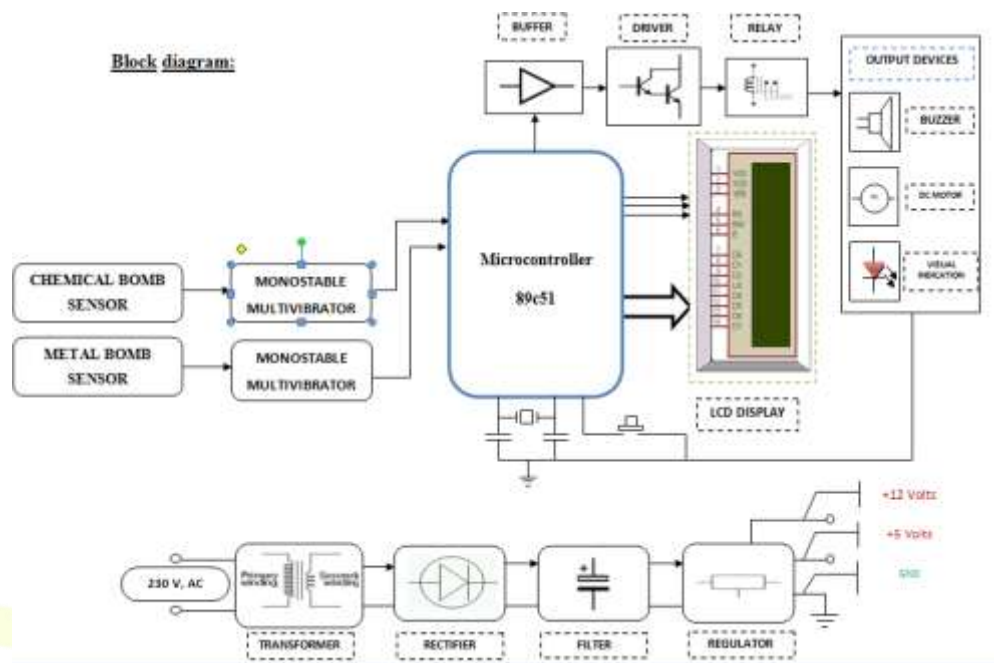 Block diagram:
BUFFER
DRIVER
RELAY
OUTPUT DEVICES
BUZZER
DC MOTOR
VISUAL
INDICATION
CHEMICAL BOMB
SENSOR
MONOSTABLE
MULTIVIBRATOR
METAL BOMB
SENSOR
MONOSTABLE
MULTIVIBRATOR
Microcontroller
89c51
LCD DISPLAY
+12 Volts
+5 Volts
GND
230 V, AC
Primary
winding
winding
TRANSFORMER
RECTIFIER
+
FILTER
REGULATOR